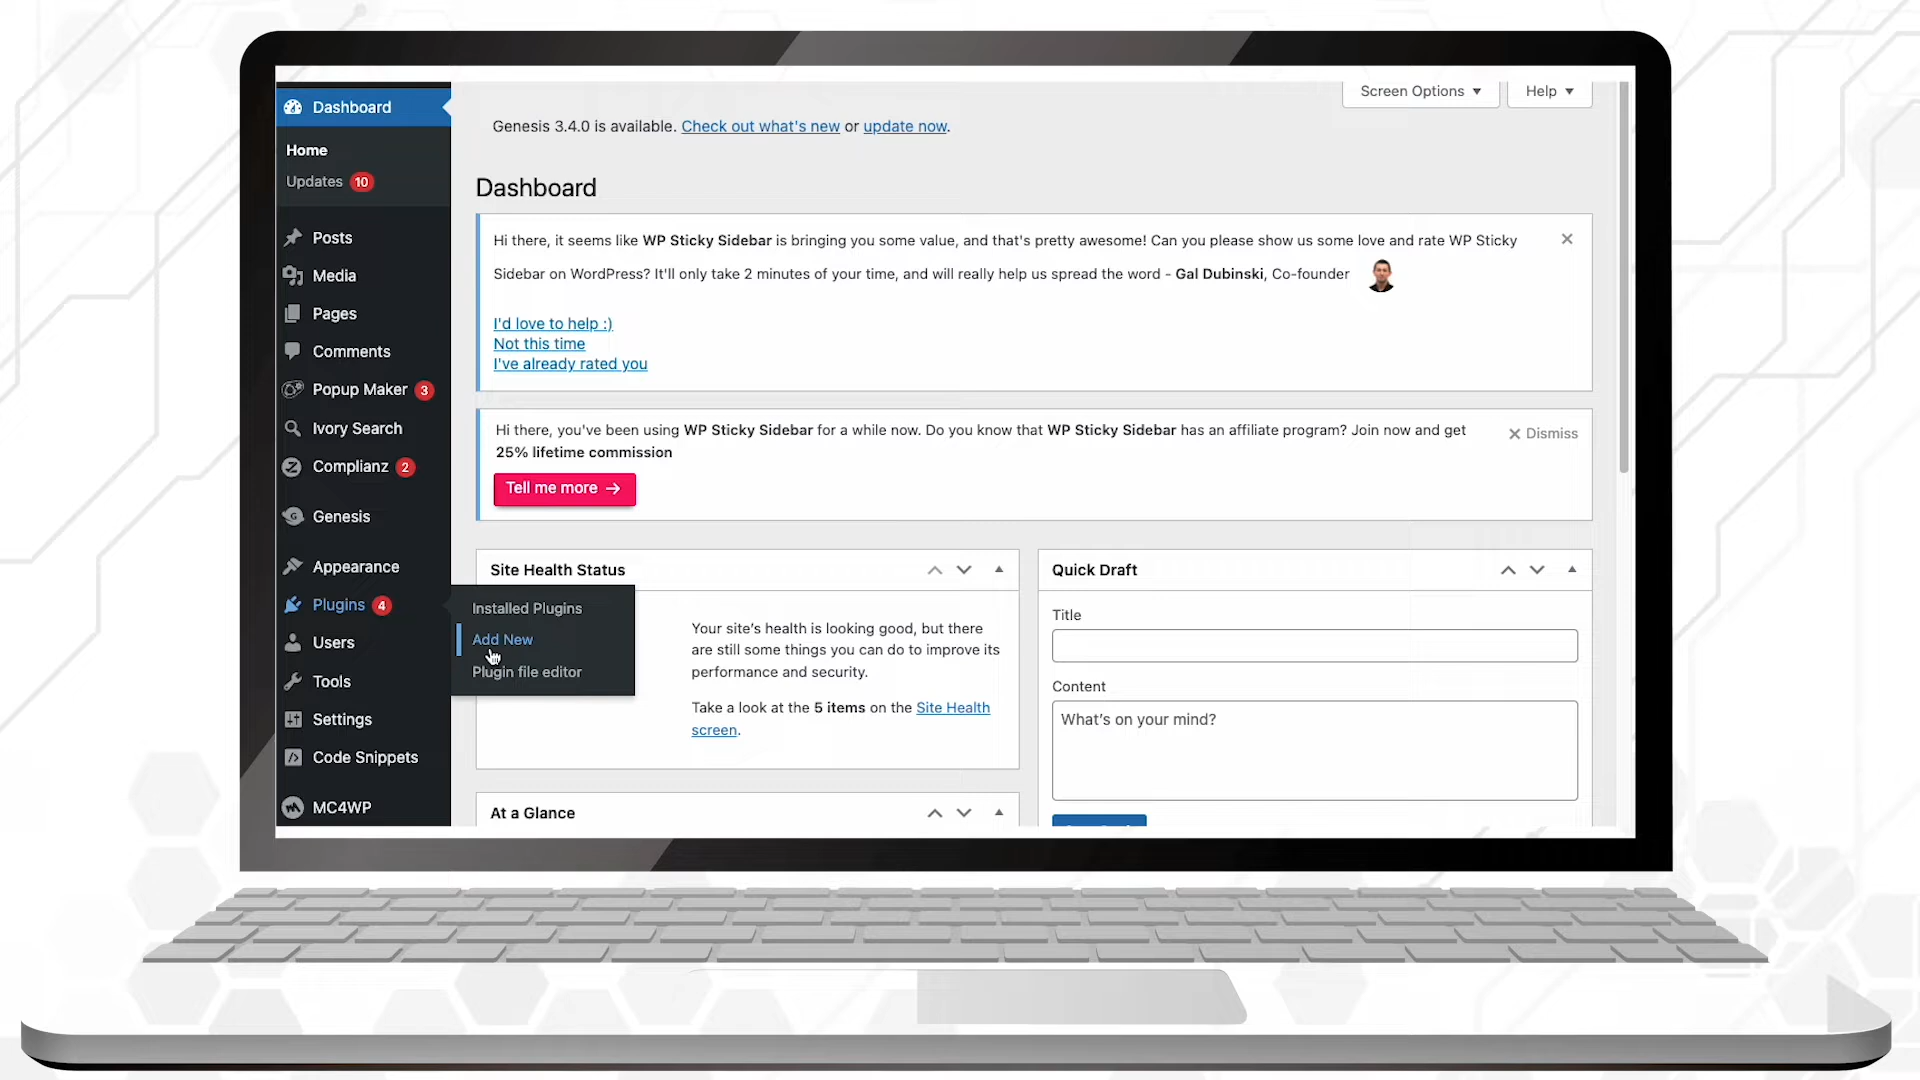 Dashboard
Home
Updates 10
Posts
Media
Pages
Comments
Popup Maker 3
Ivory Search
Complianz 2
Genesis
Appearance
Plugins 4
Users
Tools
Settings
Code Snippets
MC4WP
Installed Plugins
Add New
Plugin file editor
Screen Options
Help
Genesis 3.4.0 is available. Check out what's new or update now.
Dashboard
Hi there, it seems like WP Sticky Sidebar is bringing you some value, and that's pretty awesome! Can you please show us some love and rate WP Sticky
Sidebar on WordPress? It'll only take 2 minutes of your time, and will really help us spread the word - Gal Dubinski, Co-founder
I'd love to help :)
Not this time
I've already rated you
Hi there, you've been using WP Sticky Sidebar for a while now. Do you know that WP Sticky Sidebar has an affiliate program? Join now and get
25% lifetime commission
Dismiss
Tell me more →
Site Health Status
Your site's health is looking good, but there
are still some things you can do to improve its
performance and security.
Take a look at the 5 items on the Site Health
screen.
At a Glance
Quick Draft
Title
Content
What's on your mind?